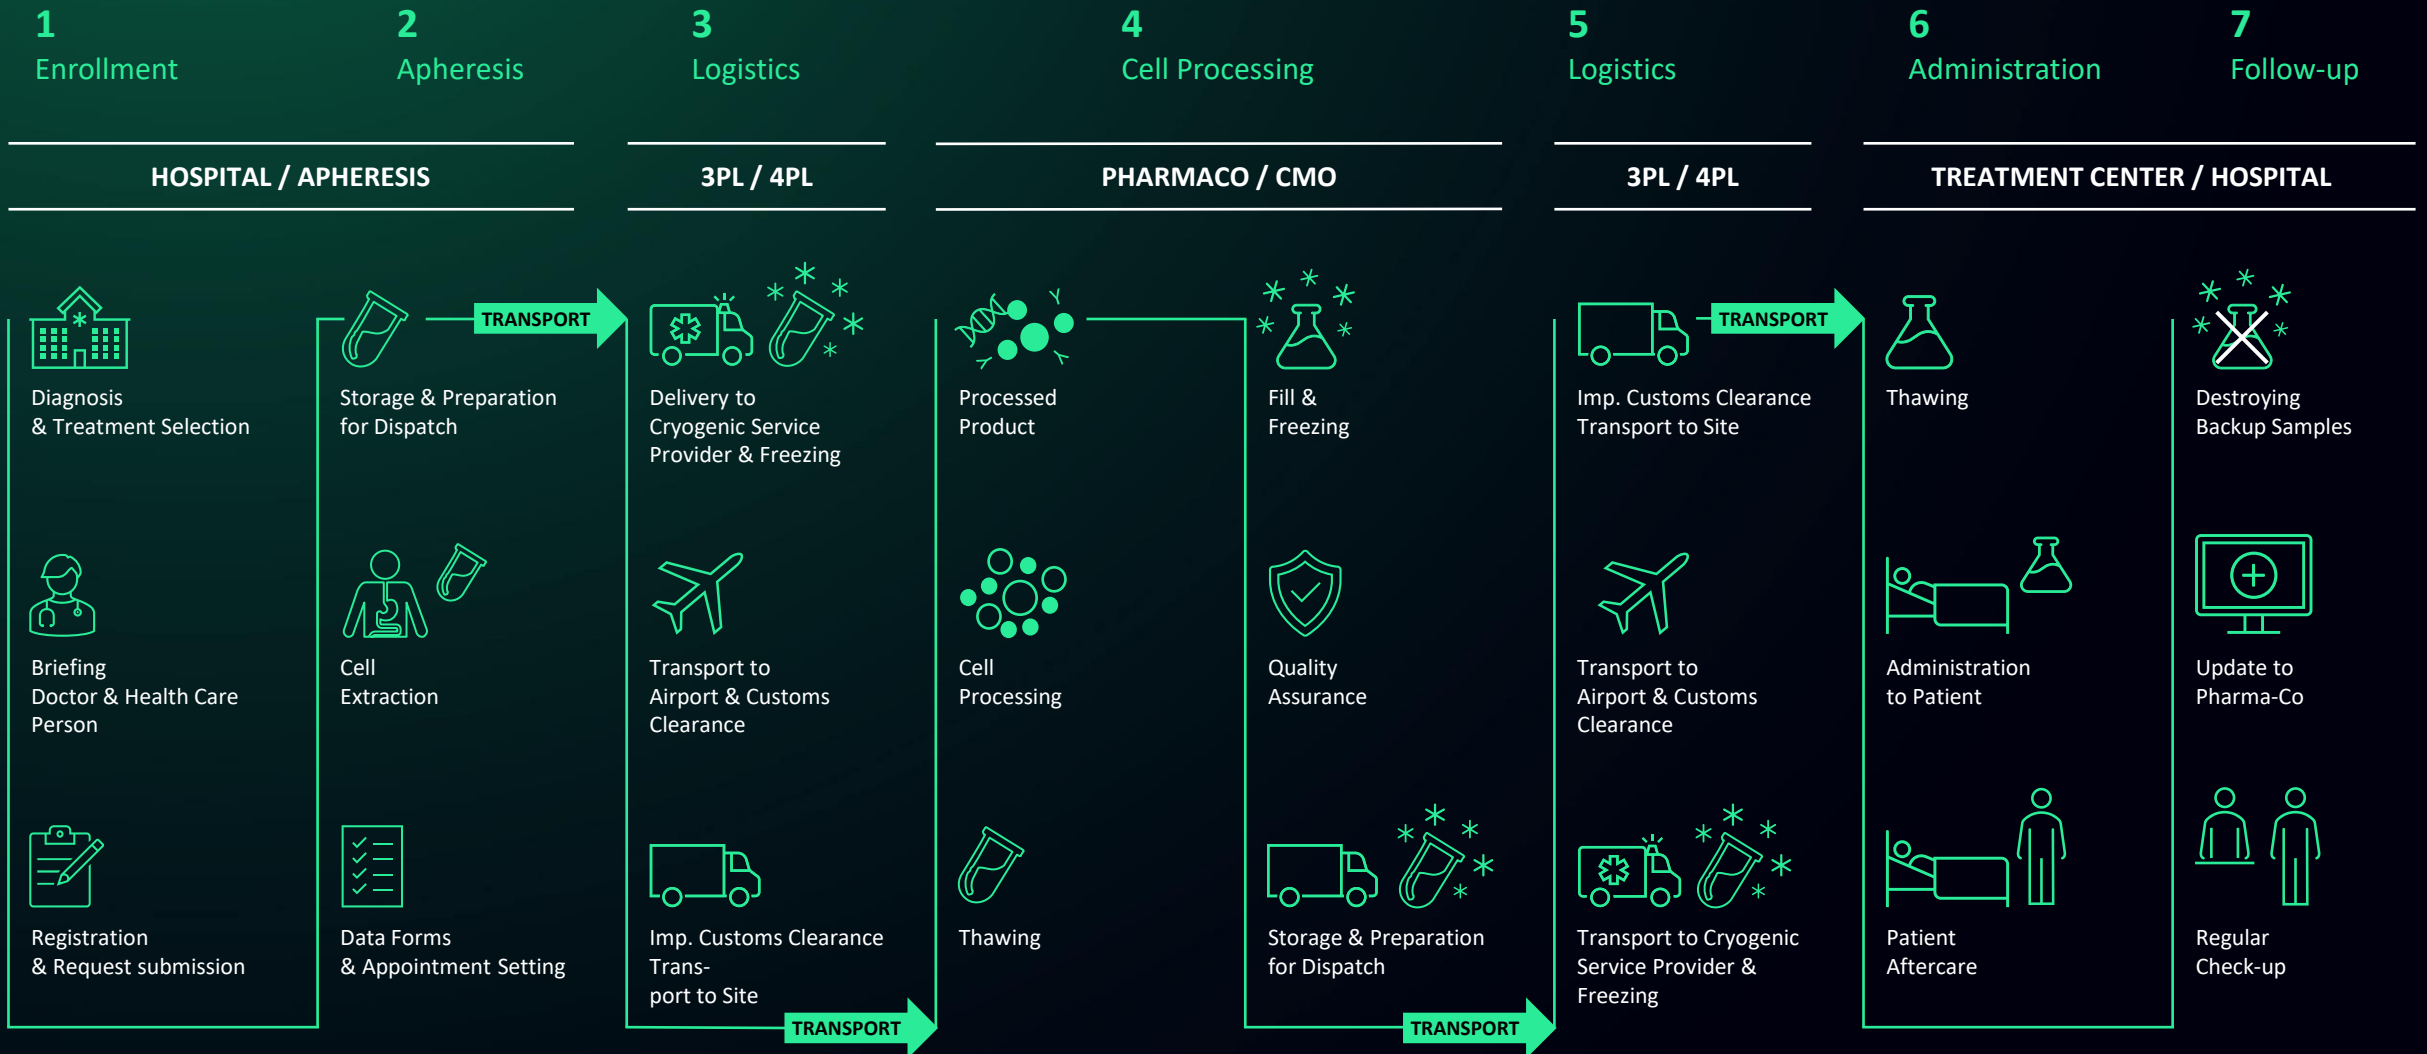 1
Enrollment
2
Apheresis
3
Logistics
4
Cell Processing
5
Logistics
6
Administration
7
Follow-up
HOSPITAL / APHERESIS
3PL / 4PL
PHARMACO / CMO
3PL / 4PL
TREATMENT CENTER / HOSPITAL
Diagnosis
& Treatment Selection
Briefing
Doctor & Health Care
Person
Registration
& Request submission
Storage & Preparation
for Dispatch
Cell
Extraction
Data Forms
& Appointment Setting
TRANSPORT
Delivery to
Cryogenic Service
Provider & Freezing
Transport to
Airport & Customs
Clearance
Imp. Customs Clearance
Trans-
port to Site
TRANSPORT
Processed
Product
Cell
Processing
Thawing
Fill &
Freezing
Quality
Assurance
Storage & Preparation
for Dispatch
TRANSPORT
Imp. Customs Clearance
Transport to Site
Transport to
Airport & Customs
Clearance
Transport to Cryogenic
Service Provider &
Freezing
TRANSPORT
Thawing
Administration
to Patient
Patient
Aftercare
Destroying
Backup Samples
Update to
Pharma-Co
Regular
Check-up